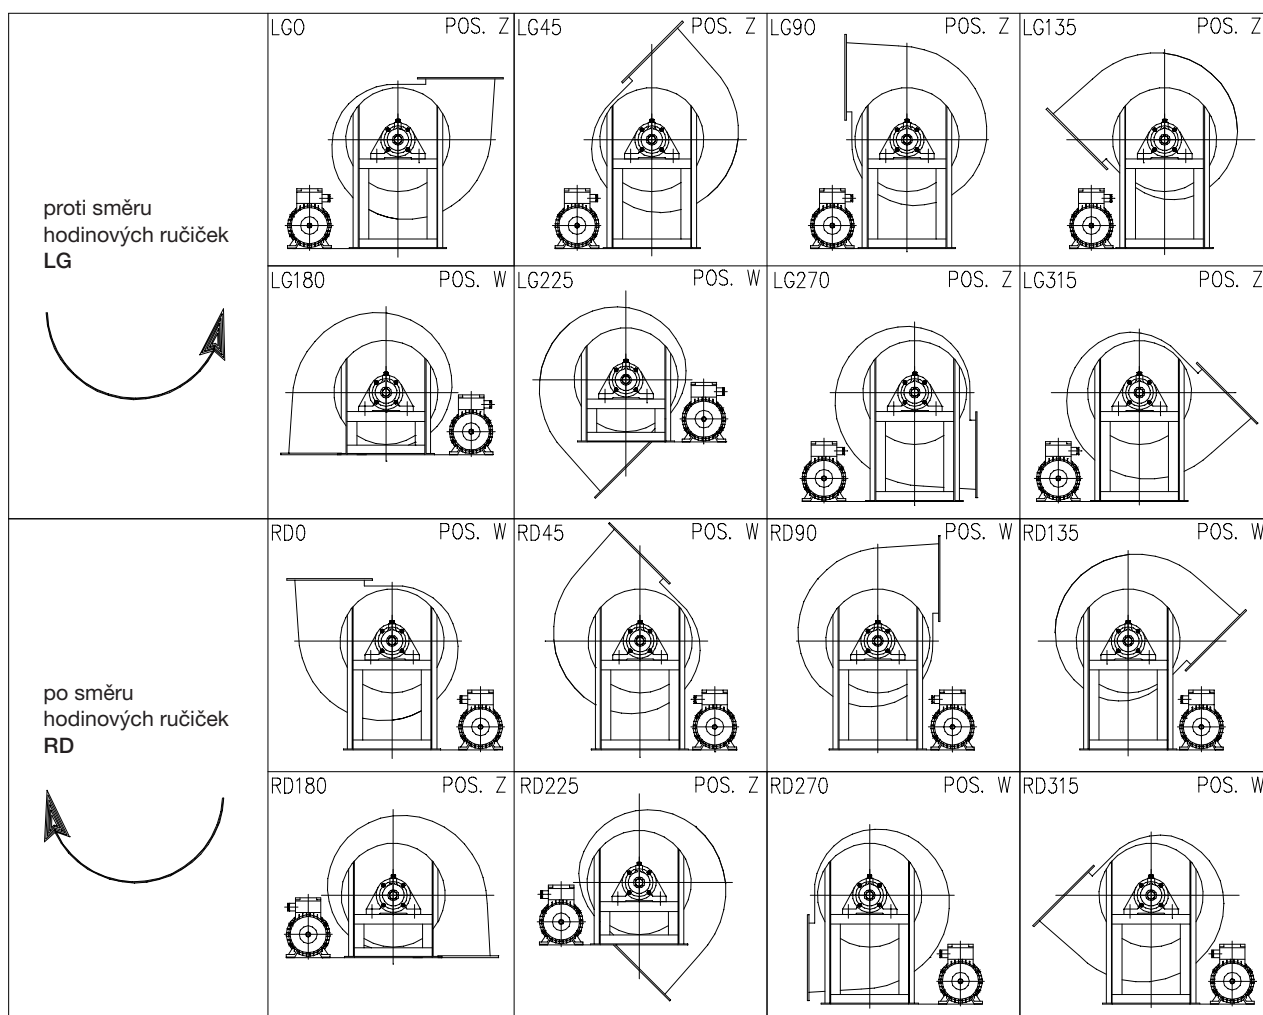 LG0 POS. Z
LG45 POS. Z
LG90 POS. Z
LG135 POS. Z
proti směru
hodinových ručiček
LG
LG180 POS. W
LG225 POS. W
LG270 POS. Z
LG315 POS. Z
RD0 POS. W
RD45 POS. W
RD90 POS. W
RD135 POS. W
po směru
hodinových ručiček
RD
RD180 POS. Z
RD225 POS. Z
RD270 POS. W
RD315 POS. W